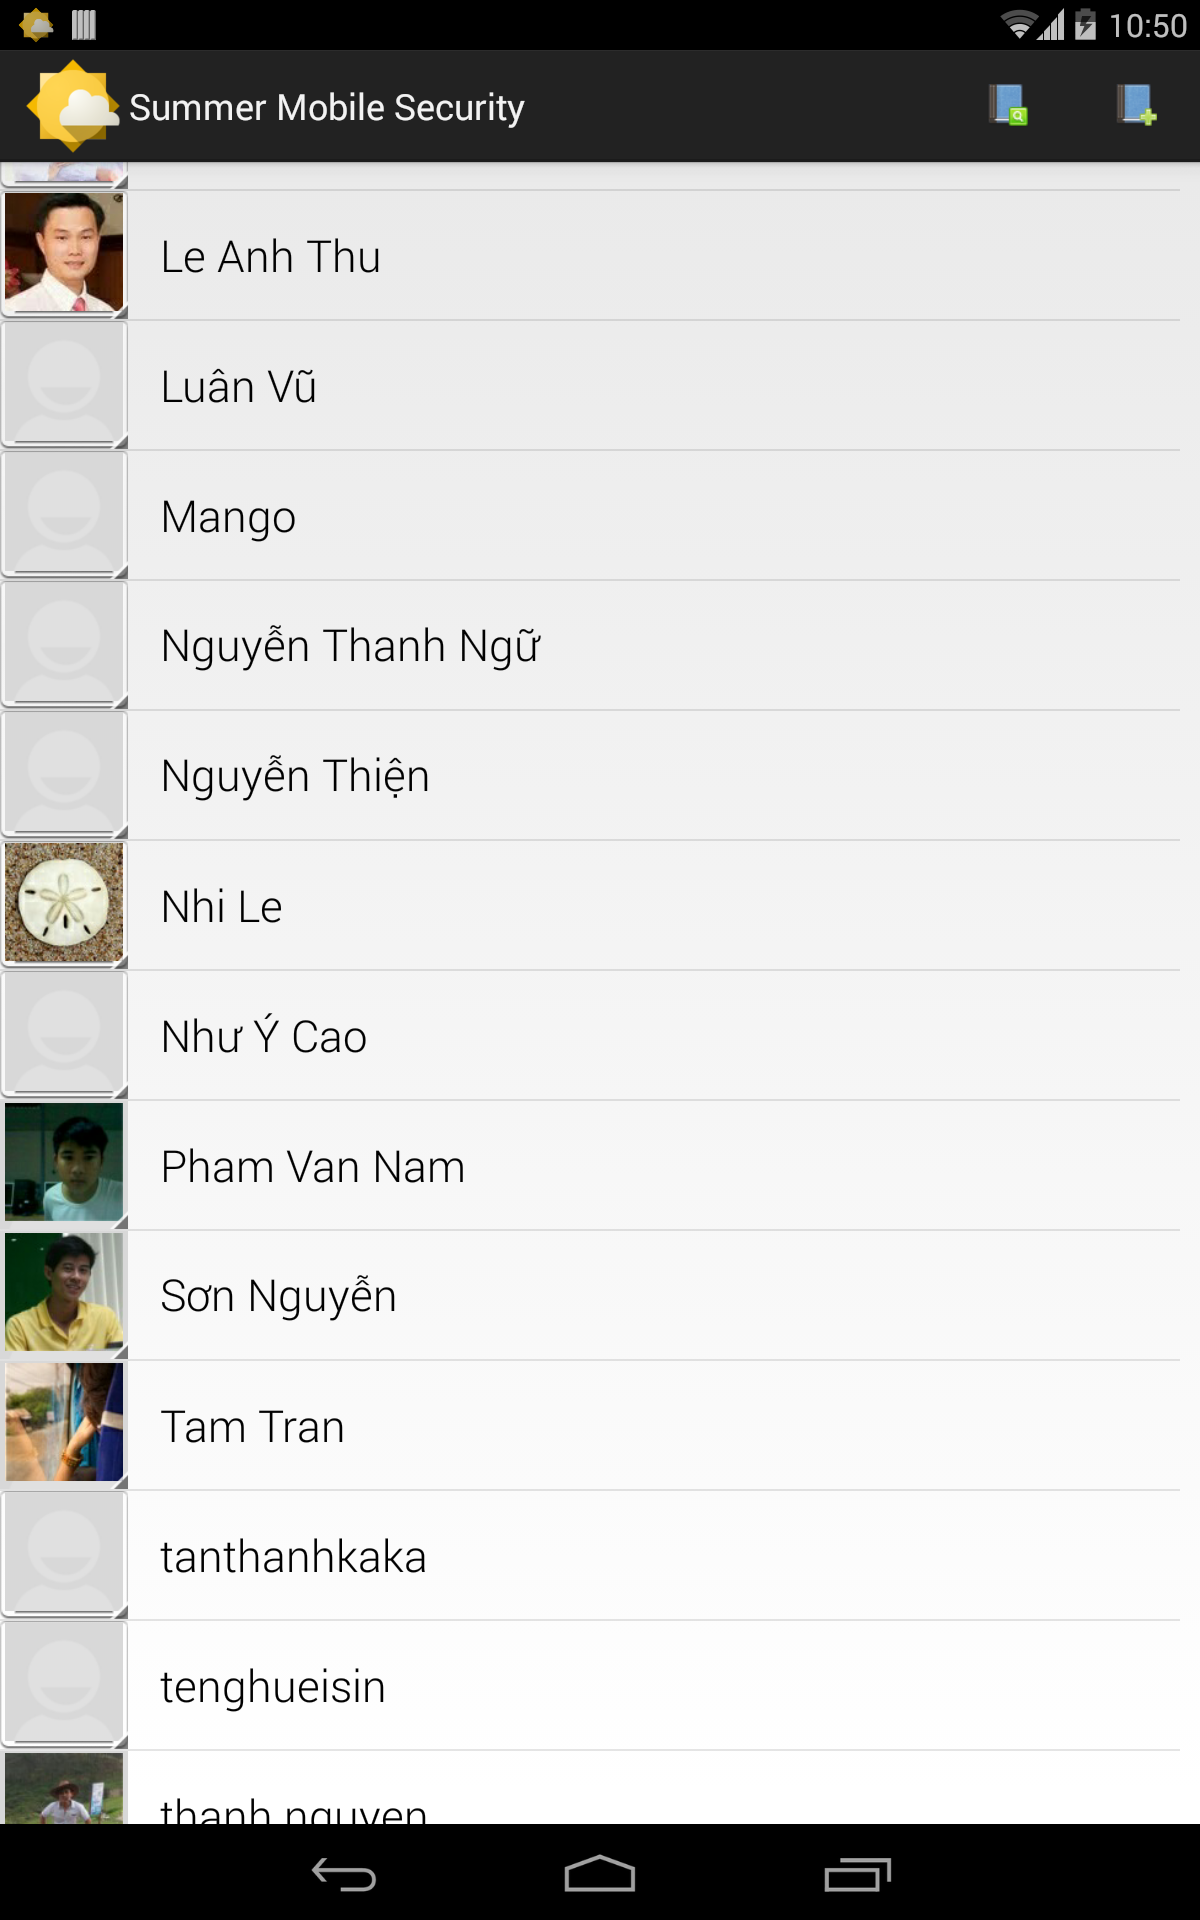 10:50
Summer Mobile Security
Le Anh Thu
Luân Vũ
Mango
Nguyễn Thanh Ngữ
Nguyễn Thiện
Nhi Le
Như Ý Cao
Pham Van Nam
Sơn Nguyễn
Tam Tran
tanthanhkaka
tenghueisin
thanh nguyen